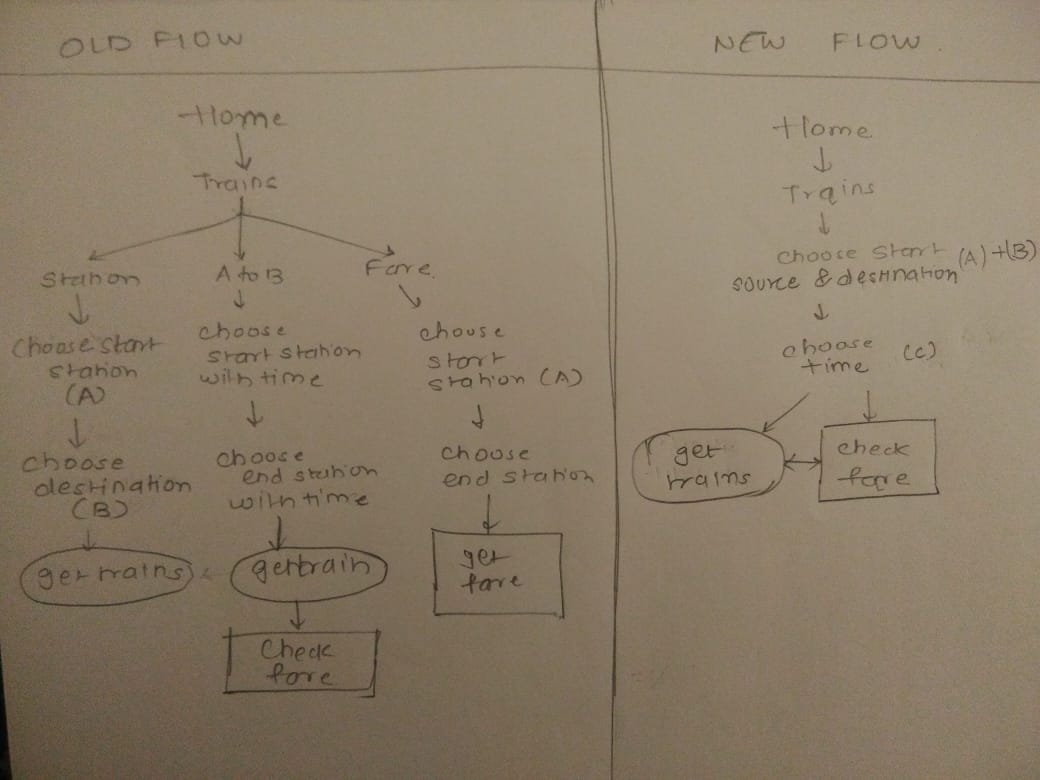 OLD FLOW
Home
Trains
Station
Choose start
station
(A)
choose
destination
(B)
get trains
A to B
choose
start station
with time
choose
end station
with time
get train
Check
fare
Fare
choose
start
station (A)
choose
end station
get
fare
NEW FLOW.
Home
Trains
choose start (A)+(B)
source & destination
choose (C)
time
get
trains
check
fare